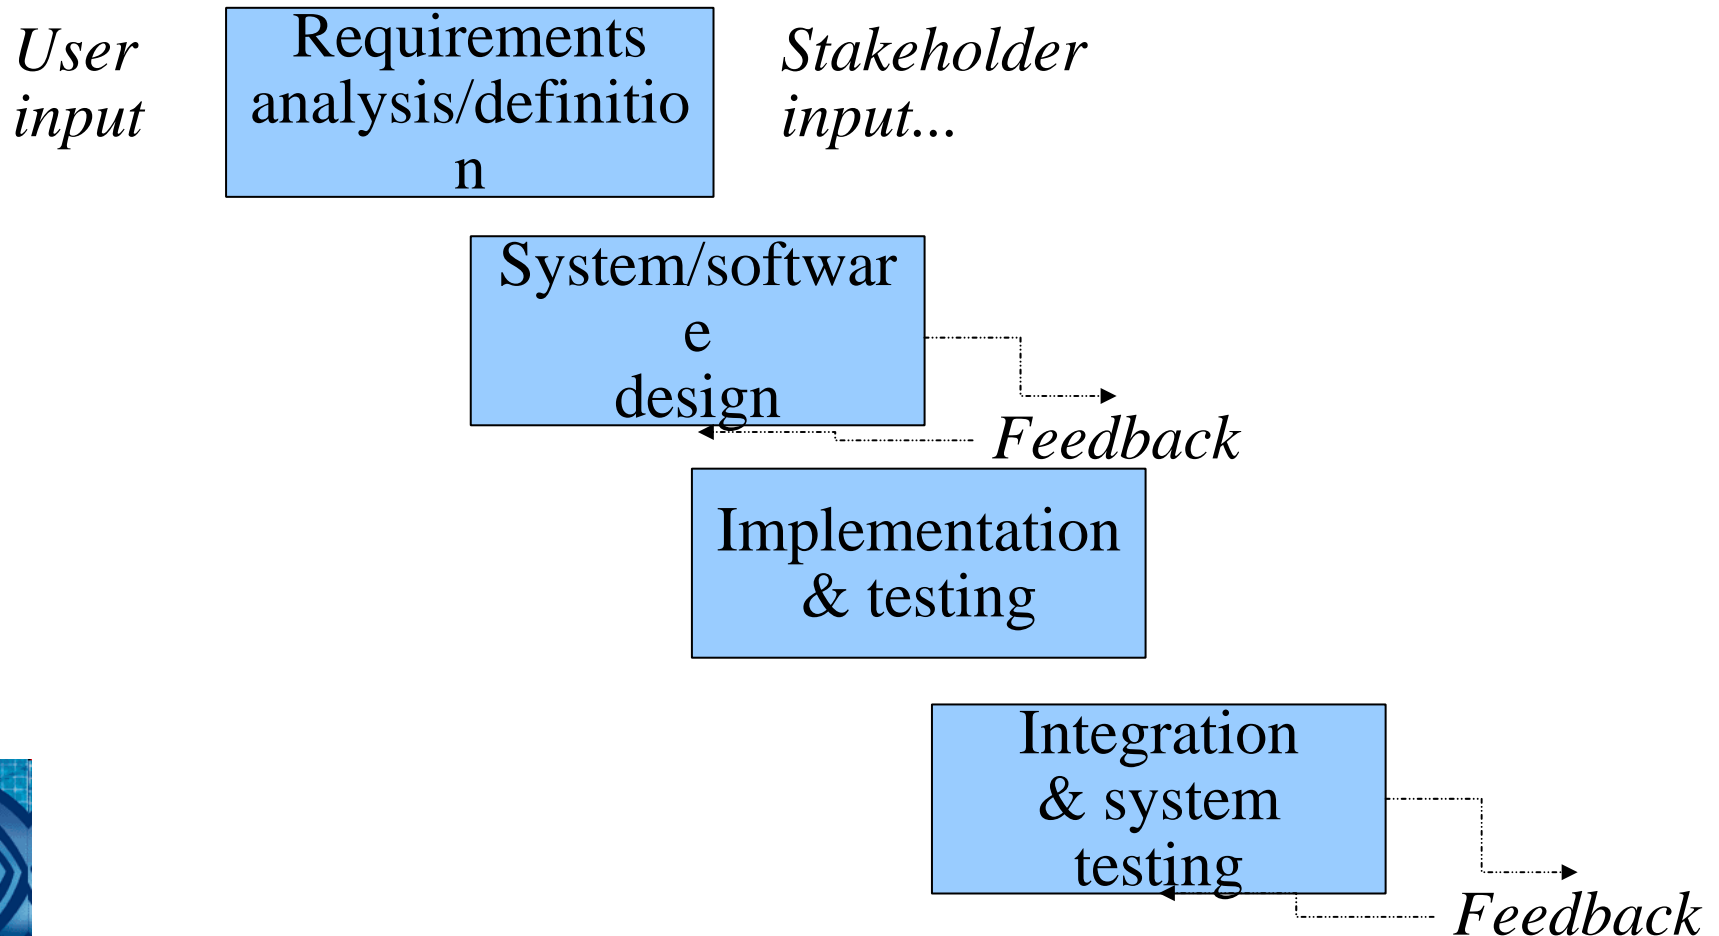 User
input
Requirements
analysis/definitio
n
Stakeholder
input...
System/softwar
e
design
Feedback
Implementation
& testing
Integration
& system
testing
Feedback